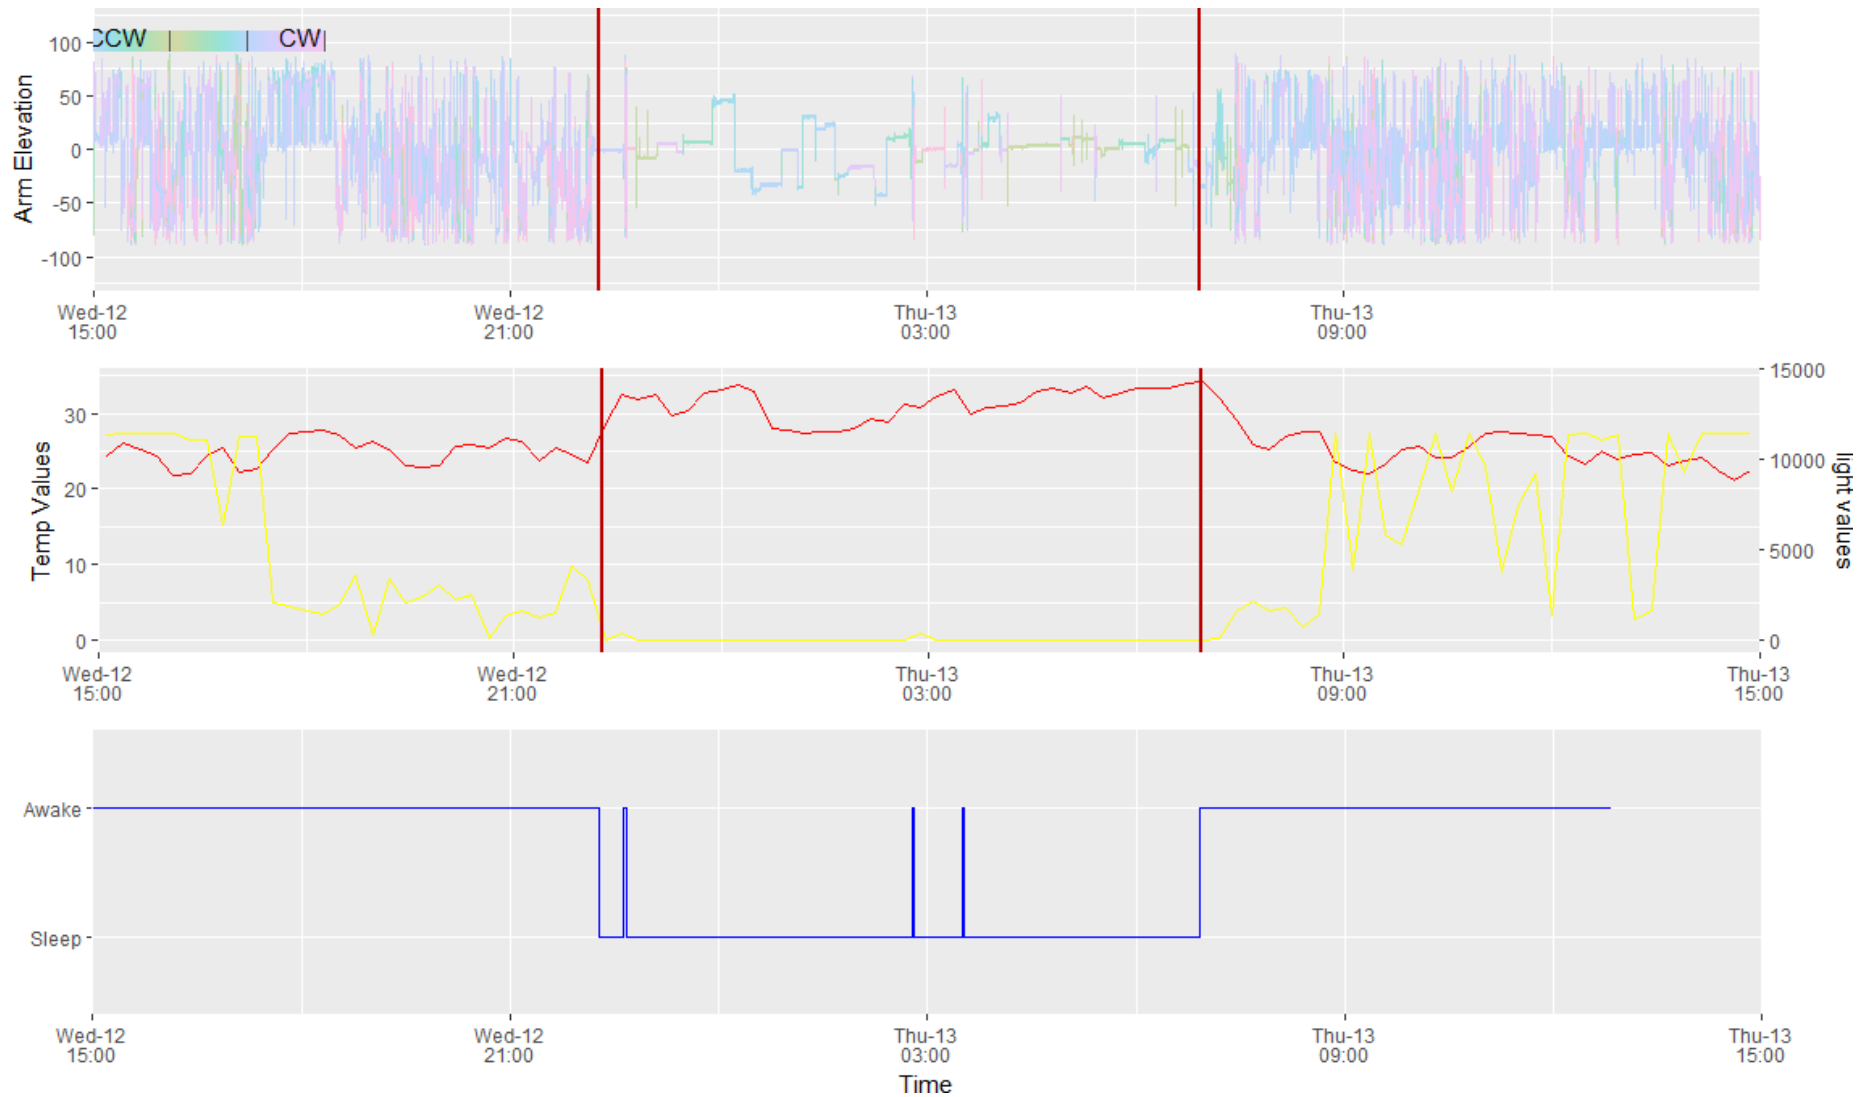 CCW | | CW|
100
50
0
-50
-100
Arm Elevation
Wed-12 Wed-12 Thu-13 Thu-13
15:00 21:00 03:00 09:00
15000
30
10000
20
5000
10
0 0
Temp Values
light values
Wed-12 Wed-12 Thu-13 Thu-13 Thu-13
15:00 21:00 03:00 09:00 15:00
Awake
Sleep
Wed-12 Wed-12 Thu-13 Thu-13 Thu-13
15:00 21:00 03:00 09:00 15:00
Time